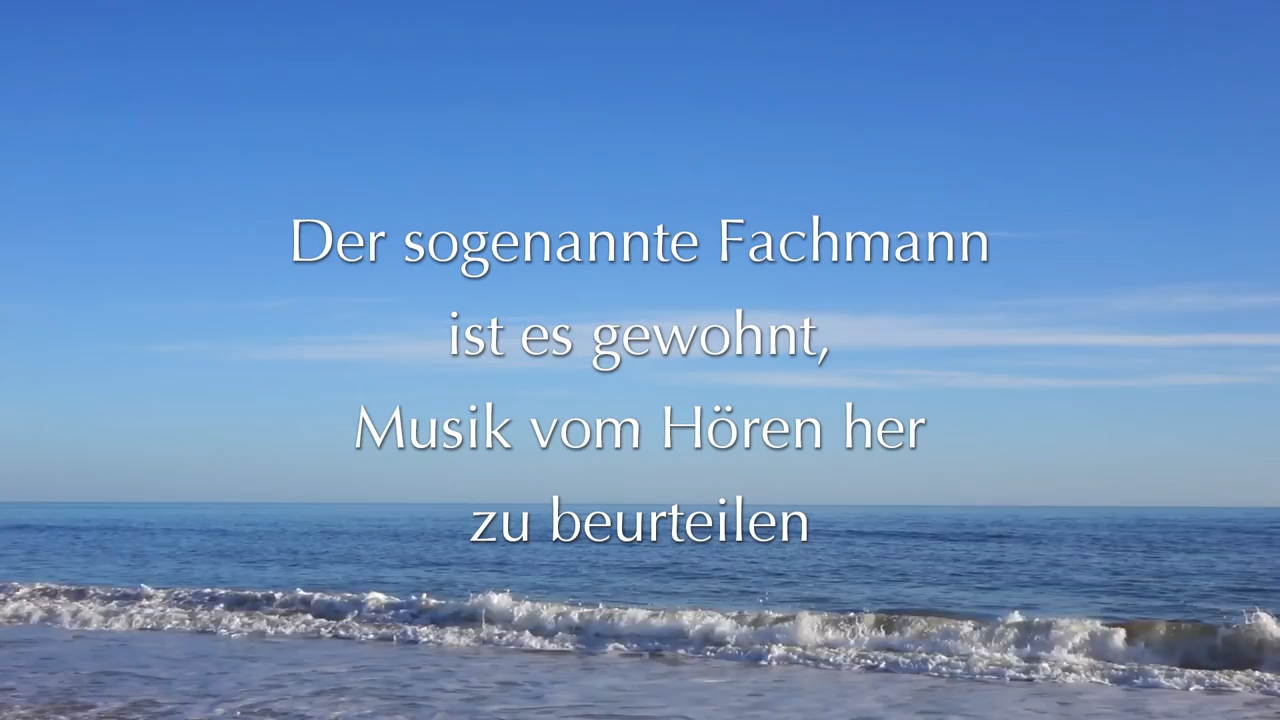 Der sogenannte Fachmann
ist es gewohnt,
Musik vom Hören her
zu beurteilen